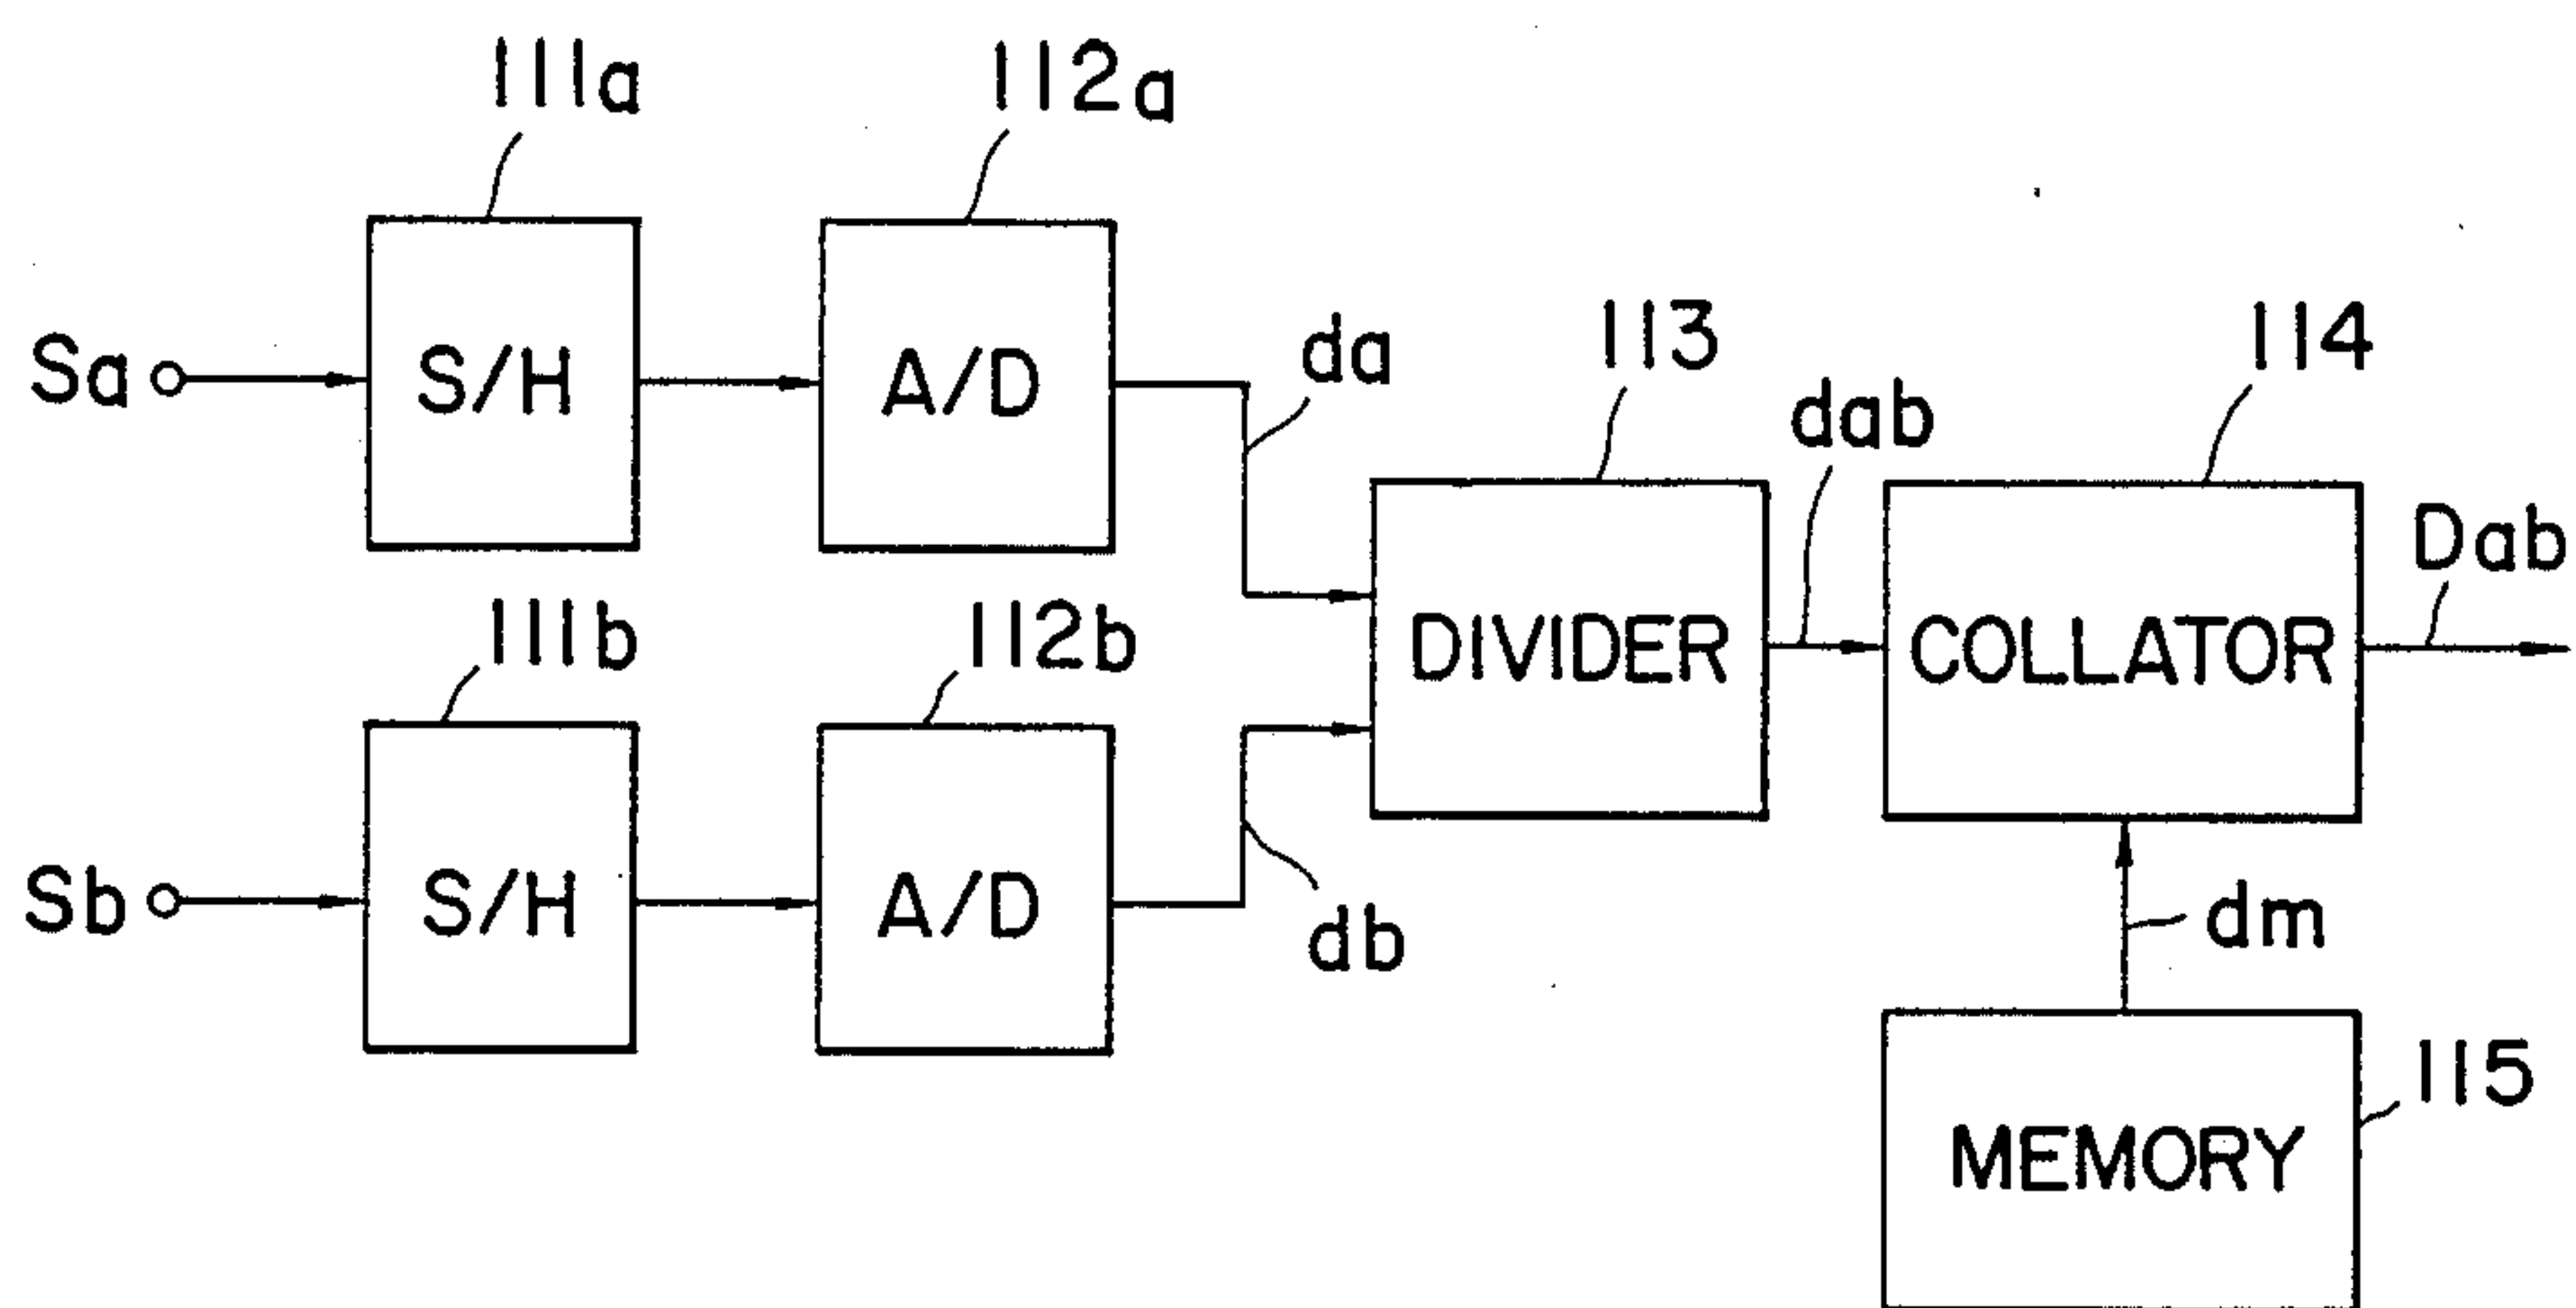 111a
112a
Sa
S/H
A/D
da
113
dab
114
Dab
111b
112b
DIVIDER
COLLATOR
Sb
S/H
A/D
db
dm
115
MEMORY